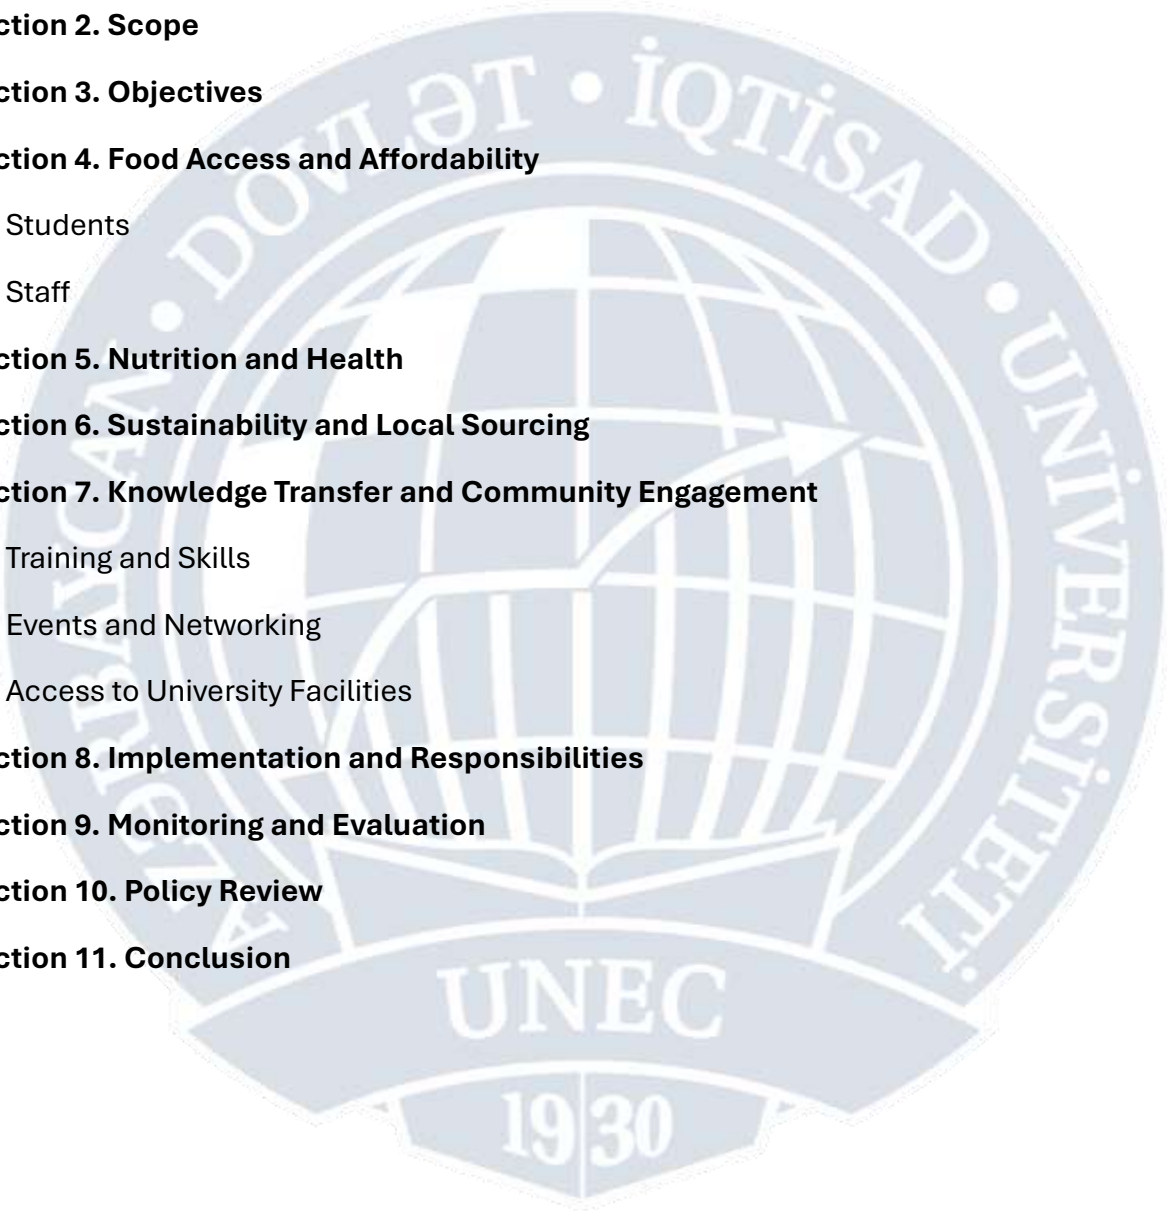 ction 2. Scope
ction 3. Objectives
ction 4. Food Access and Affordability
Students
Staff
ction 5. Nutrition and Health
ction 6. Sustainability and Local Sourcing
ction 7. Knowledge Transfer and Community Engagement
Training and Skills
Events and Networking
Access to University Facilities
ction 8. Implementation and Responsibilities
ction 9. Monitoring and Evaluation
ction 10. Policy Review
ction 11. Conclusion
AZƏRBAYCAN • DÖVLƏT • İQTİSAD • UNİVERSİTETİ
UNEC
1930